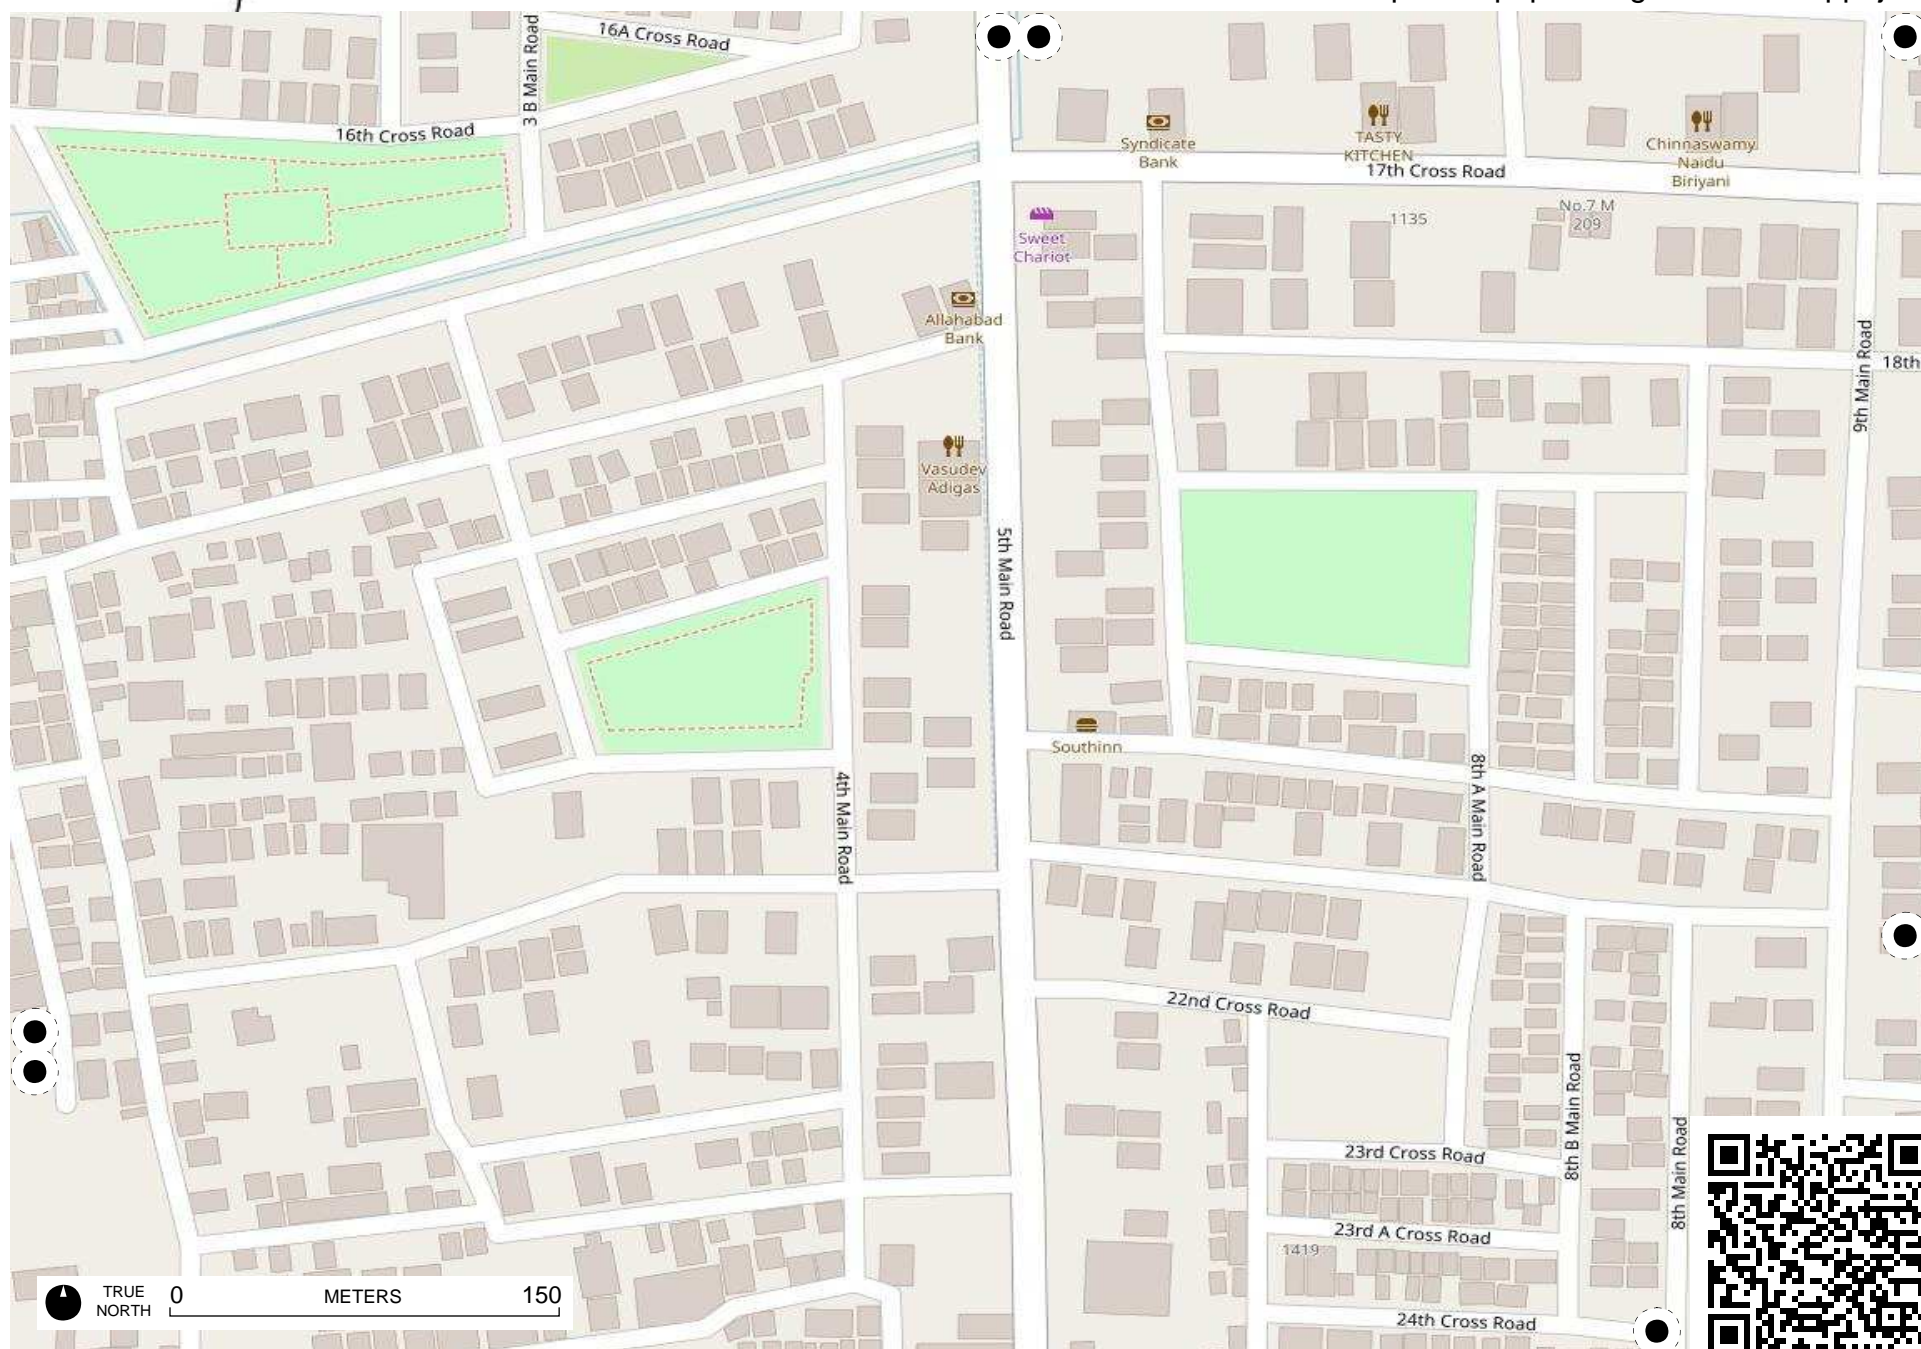 16A Cross Road
3 B Main Road
16th Cross Road
Syndicate
Bank
TASTY
KITCHEN
Chinnaswamy
Naidu
Biriyani
17th Cross Road
Sweet
Chariot
1135
No.7 M
209
Allahabad
Bank
9th Main Road
18th
Vasudev
Adigas
5th Main Road
Southinn
8th A Main Road
4th Main Road
22nd Cross Road
8th B Main Road
8th Main Road
23rd Cross Road
23rd A Cross Road
1419
24th Cross Road
TRUE
NORTH
0 METERS 150